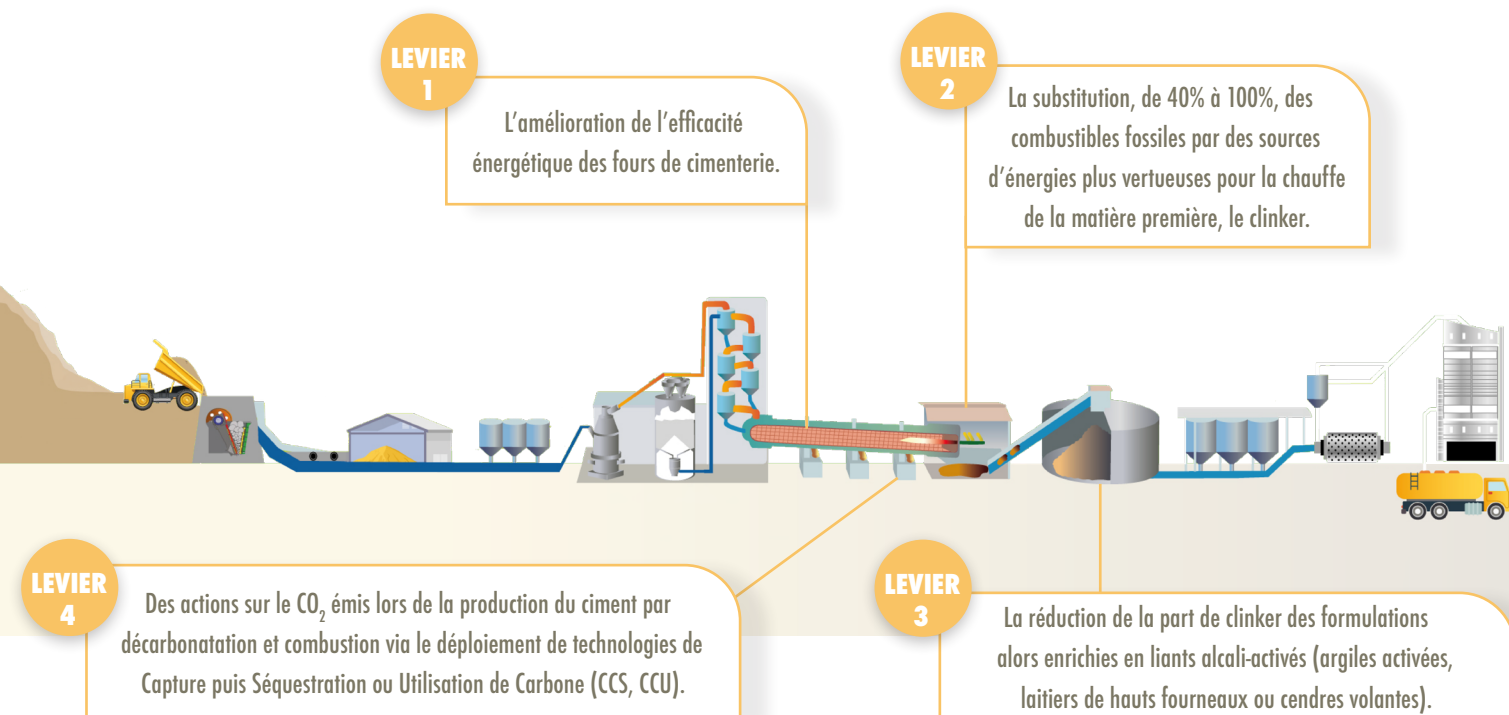 LEVIER
1
L’amélioration de l’efficacité
énergétique des fours de cimenterie.
LEVIER
2
La substitution, de 40% à 100%, des
combustibles fossiles par des sources
d’énergies plus vertueuses pour la chauffe
de la matière première, le clinker.
LEVIER
4
Des actions sur le CO₂ émis lors de la production du ciment par
décarbonatation et combustion via le déploiement de technologies de
Capture puis Séquestration ou Utilisation de Carbone (CCS, CCU).
LEVIER
3
La réduction de la part de clinker des formulations
alors enrichies en liants alcali-activés (argiles activées,
laitiers de hauts fourneaux ou cendres volantes).